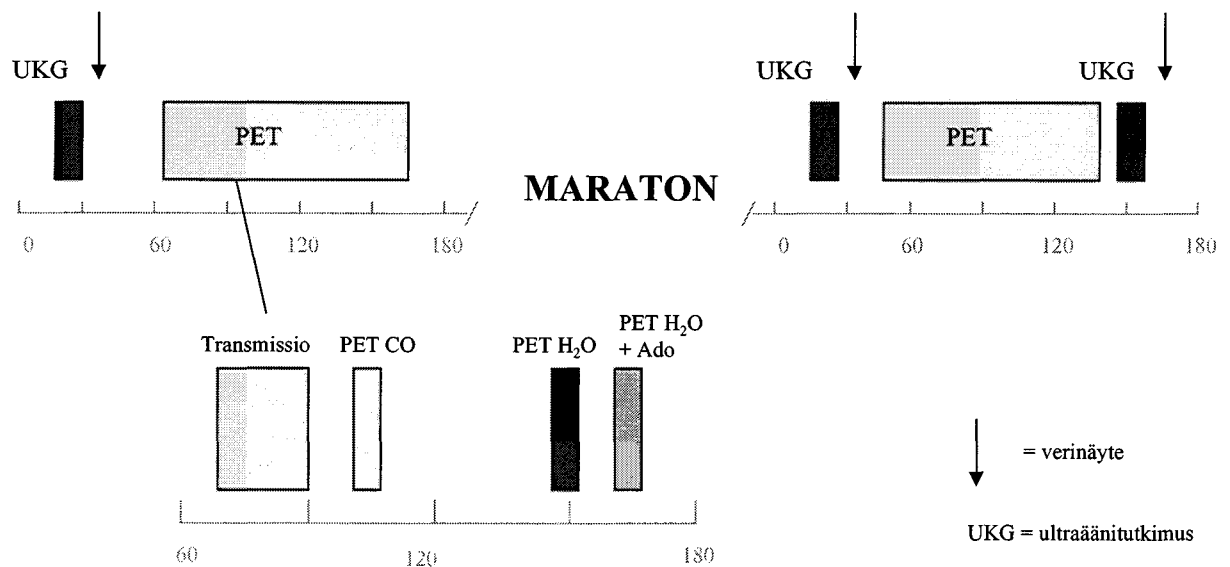 UKG
UKG
UKG
PET
PET
MARATON
0
60
120
180
0
60
120
180
Transmissio
PET CO
PET H₂O
PET H₂O
+ Ado
60
120
180
= verinäyte
UKG = ultraäänitutkimus